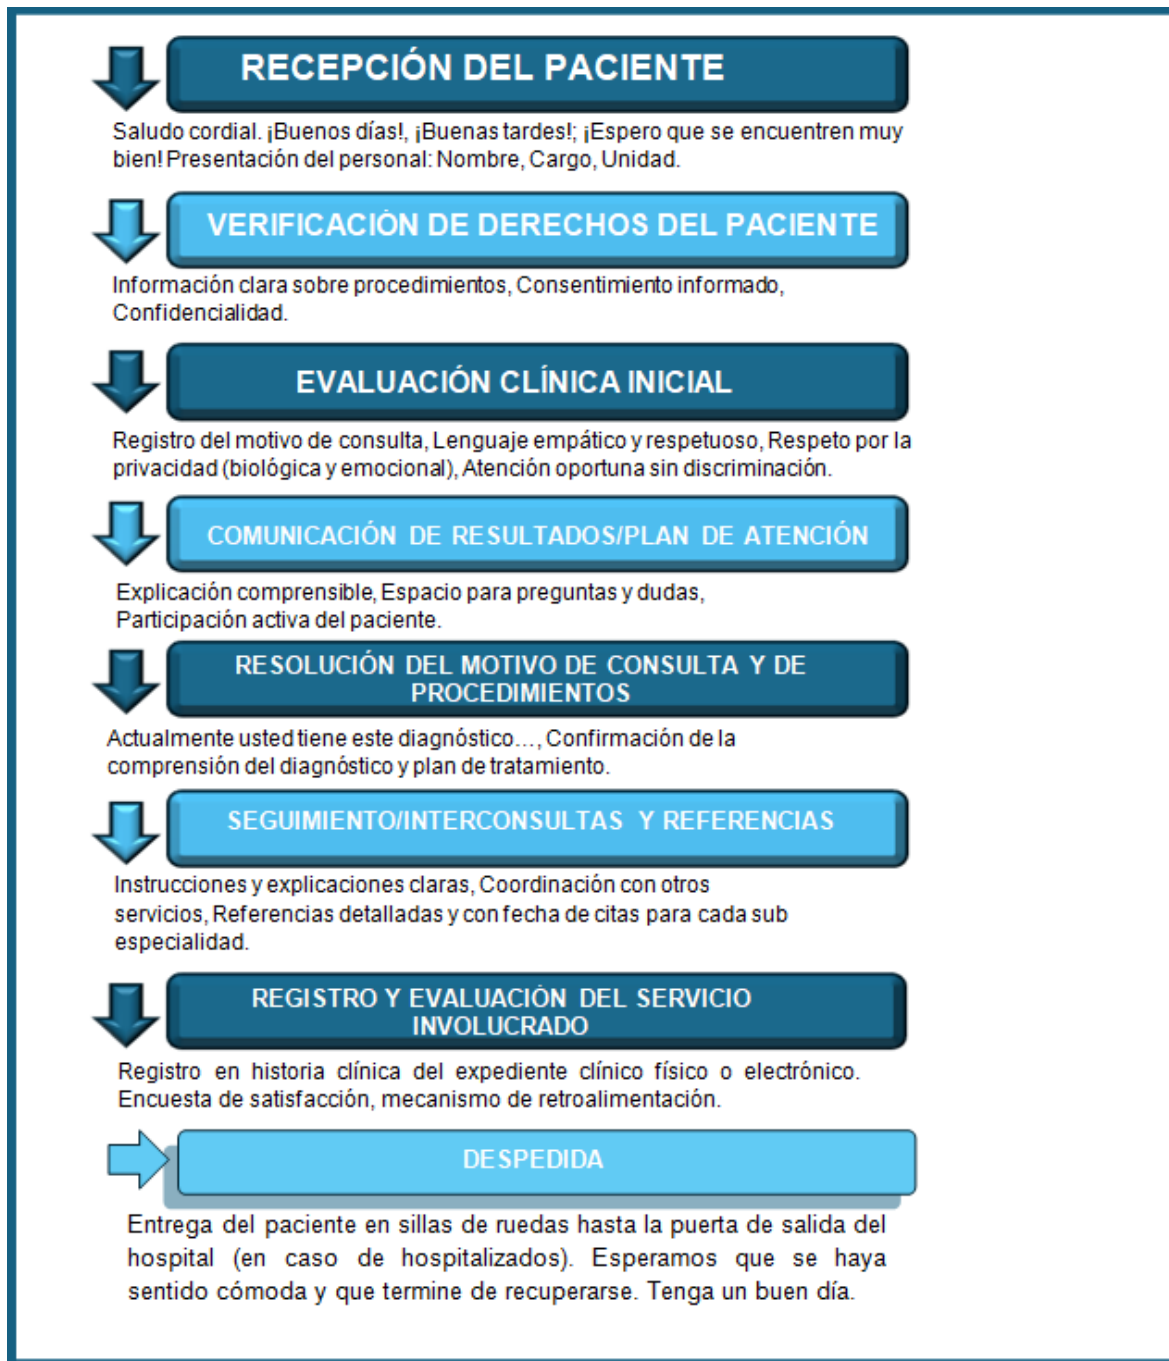 RECEPCIÓN DEL PACIENTE
Saludo cordial. ¡Buenos días!, ¡Buenas tardes!; ¡Espero que se encuentren muy
bien! Presentación del personal: Nombre, Cargo, Unidad.
VERIFICACIÓN DE DERECHOS DEL PACIENTE
Información clara sobre procedimientos, Consentimiento informado,
Confidencialidad.
EVALUACIÓN CLÍNICA INICIAL
Registro del motivo de consulta, Lenguaje empático y respetuoso, Respeto por la
privacidad (biológica y emocional), Atención oportuna sin discriminación.
COMUNICACIÓN DE RESULTADOS/PLAN DE ATENCIÓN
Explicación comprensible, Espacio para preguntas y dudas,
Participación activa del paciente.
RESOLUCIÓN DEL MOTIVO DE CONSULTA Y DE
PROCEDIMIENTOS
Actualmente usted tiene este diagnóstico…, Confirmación de la
comprensión del diagnóstico y plan de tratamiento.
SEGUIMIENTO/INTERCONSULTAS Y REFERENCIAS
Instrucciones y explicaciones claras, Coordinación con otros
servicios, Referencias detalladas y con fecha de citas para cada sub
especialidad.
REGISTRO Y EVALUACIÓN DEL SERVICIO
INVOLUCRADO
Registro en historia clínica del expediente clínico físico o electrónico.
Encuesta de satisfacción, mecanismo de retroalimentación.
DESPEDIDA
Entrega del paciente en sillas de ruedas hasta la puerta de salida del
hospital (en caso de hospitalizados). Esperamos que se haya
sentido cómoda y que termine de recuperarse. Tenga un buen día.